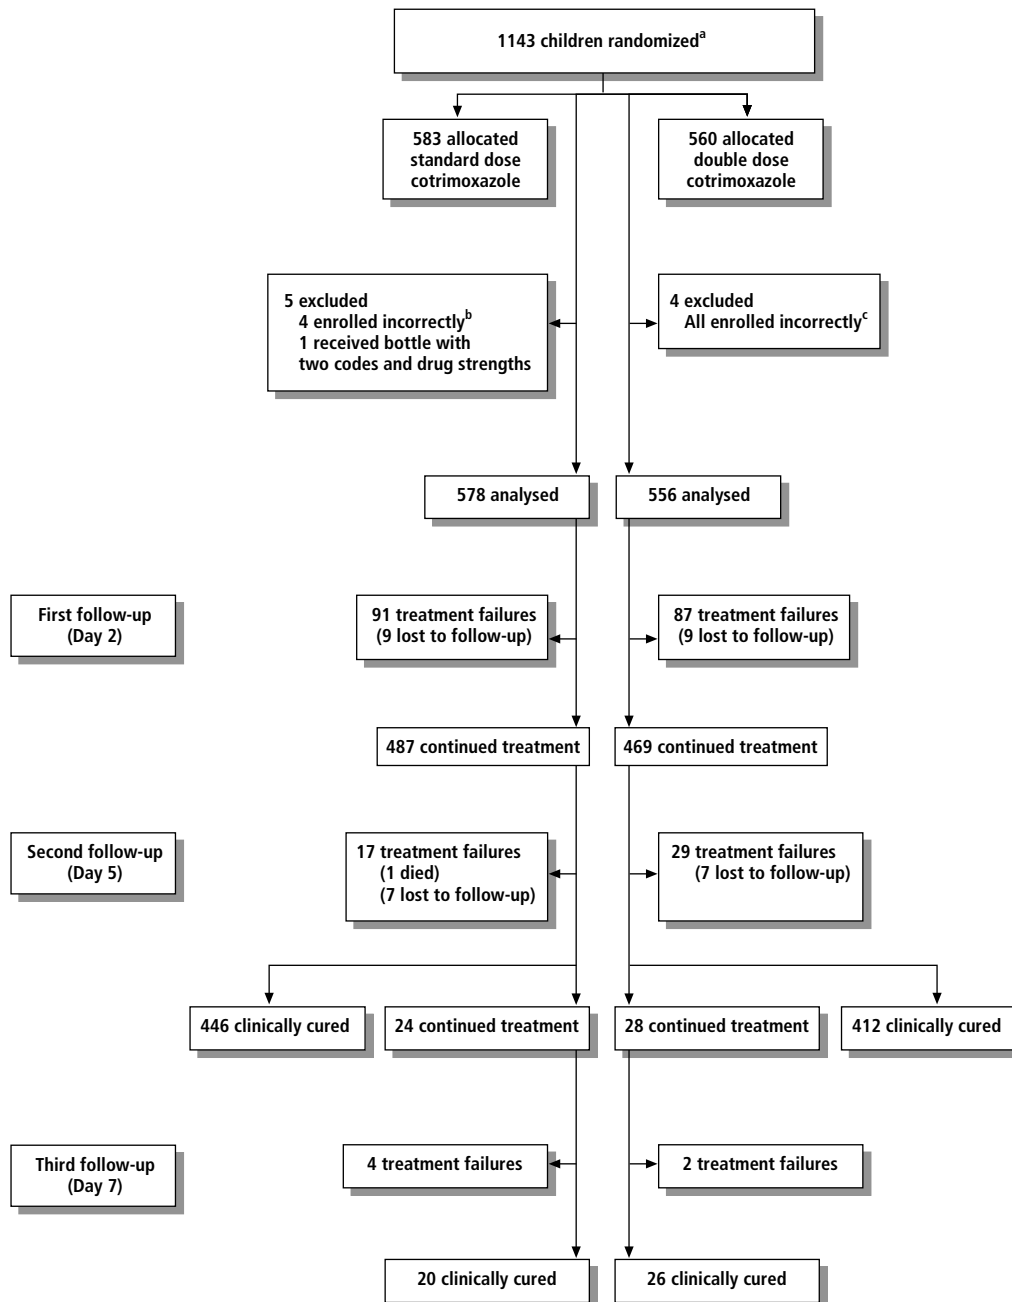 1143 children randomizedᵃ
583 allocated
standard dose
cotrimoxazole
560 allocated
double dose
cotrimoxazole
5 excluded
4 enrolled incorrectlyᵇ
1 received bottle with
two codes and drug strengths
4 excluded
All enrolled incorrectlyᶜ
578 analysed
556 analysed
First follow-up
(Day 2)
91 treatment failures
(9 lost to follow-up)
87 treatment failures
(9 lost to follow-up)
487 continued treatment
469 continued treatment
Second follow-up
(Day 5)
17 treatment failures
(1 died)
(7 lost to follow-up)
29 treatment failures
(7 lost to follow-up)
446 clinically cured
24 continued treatment
28 continued treatment
412 clinically cured
Third follow-up
(Day 7)
4 treatment failures
2 treatment failures
20 clinically cured
26 clinically cured